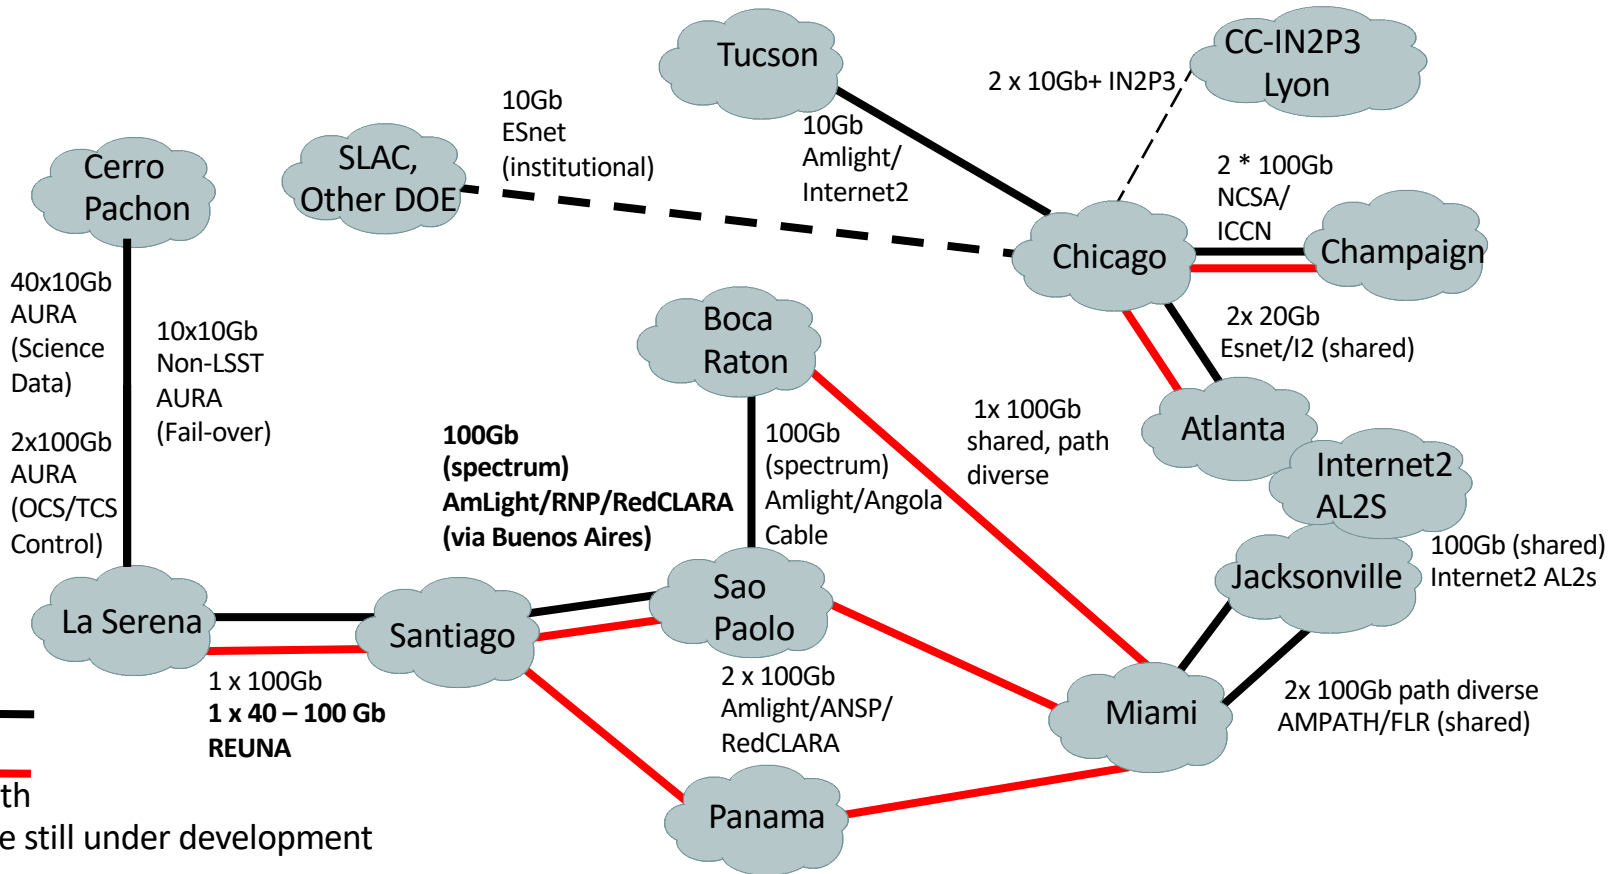 Tucson
CC-IN2P3
Lyon
2 x 10Gb+ IN2P3
10Gb
ESnet
(institutional)
10Gb
Amlight/
Internet2
Cerro
Pachon
SLAC,
Other DOE
2 * 100Gb
NCSA/
ICCN
Chicago
Champaign
40x10Gb
AURA
(Science
Data)
10x10Gb
Non-LSST
AURA
(Fail-over)
2x100Gb
AURA
(OCS/TCS
Control)
Boca
Raton
2x 20Gb
Esnet/I2 (shared)
100Gb
(spectrum)
AmLight/RNP/RedCLARA
(via Buenos Aires)
100Gb
(spectrum)
Amlight/Angola
Cable
1x 100Gb
shared, path
diverse
Atlanta
Internet2
AL2S
100Gb (shared)
Internet2 AL2s
Jacksonville
La Serena
Santiago
Sao
Paolo
1 x 100Gb
1 x 40 – 100 Gb
REUNA
2 x 100Gb
Amlight/ANSP/
RedCLARA
Miami
2x 100Gb path diverse
AMPATH/FLR (shared)
Panama
th
e still under development